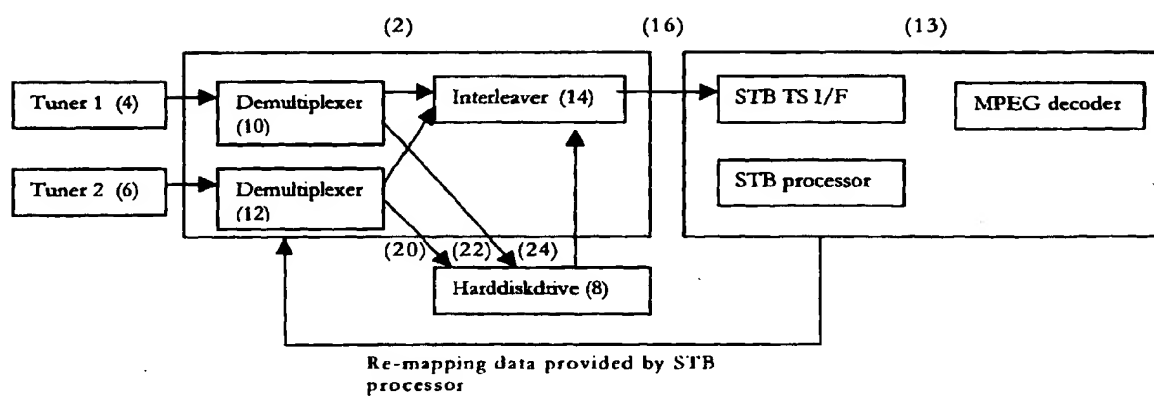 (2)
(16)
(13)
Tuner 1 (4)
Demultiplexer
(10)
Interleaver (14)
STB TS I/F
MPEG decoder
Tuner 2 (6)
Demultiplexer
(12)
STB processor
(20)
(22)
(24)
Harddiskdrive (8)
Re-mapping data provided by STB
processor